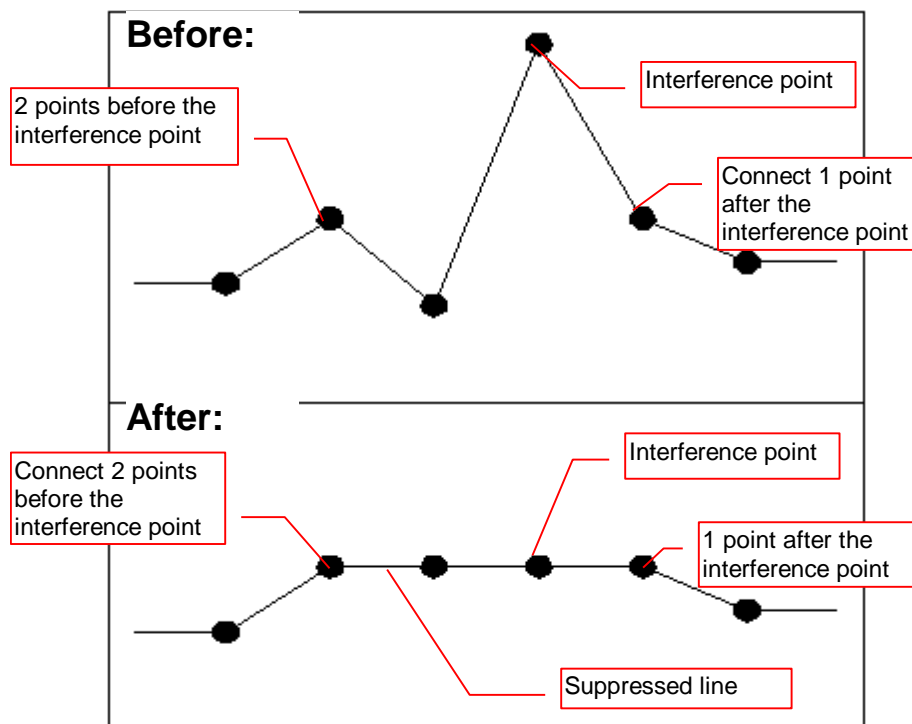 Before:
Interference point
2 points before the
interference point
Connect 1 point
after the
interference point
After:
Interference point
Connect 2 points
before the
interference point
1 point after the
interference point
Suppressed line